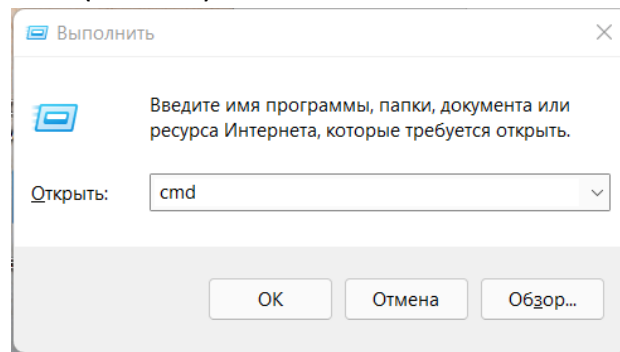 Выполнить
Введите имя программы, папки, документа или
ресурса Интернета, которые требуется открыть.
Открыть: cmd
ОК Отмена Обзор...